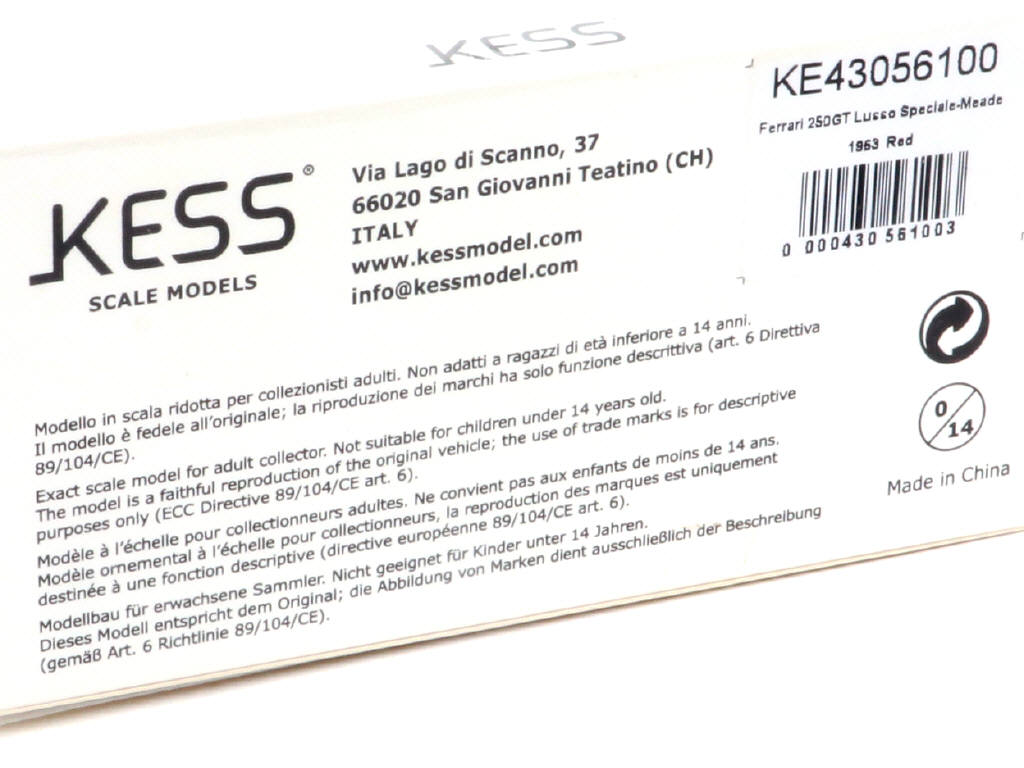 KESS
KESS®
SCALE MODELS
Via Lago di Scanno, 37
66020 San Giovanni Teatino (CH)
ITALY
www.kessmodel.com
info@kessmodel.com
KE43056100
Ferrari 250GT Lusso Speciale-Meade
1963 Red
0 000430 561003
Modello in scala ridotta per collezionisti adulti. Non adatti a ragazzi di età inferiore a 14 anni.
Il modello è fedele all'originale; la riproduzione dei marchi ha solo funzione descrittiva (art. 6 Direttiva
89/104/CE).
Exact scale model for adult collector. Not suitable for children under 14 years old.
The model is a faithful reproduction of the original vehicle; the use of trade marks is for descriptive
purposes only (ECC Directive 89/104/CE art. 6).
Modèle à l'échelle pour collectionneurs adultes. Ne convient pas aux enfants de moins de 14 ans.
Modèle ornemental à l'échelle pour collectionneurs, la reproduction des marques est uniquement
destinée à une fonction descriptive (directive européenne 89/104/CE art. 6).
Modellbau für erwachsene Sammler. Nicht geeignet für Kinder unter 14 Jahren.
Dieses Modell entspricht dem Original; die Abbildung von Marken dient ausschließlich der Beschreibung
(gemäß Art. 6 Richtlinie 89/104/CE).
0
14
Made in China